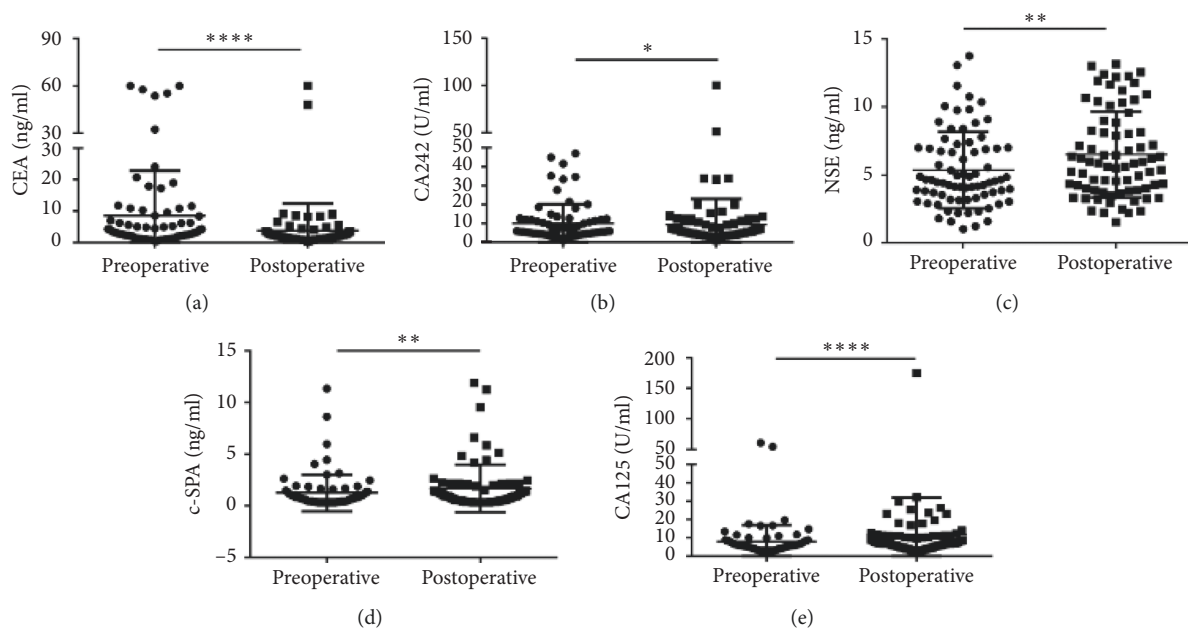 CEA (ng/ml)
90
60
30
30
20
10
0
****
Preoperative
Postoperative
(a)
CA242 (U/ml)
150
100
50
50
40
30
20
10
0
*
Preoperative
Postoperative
(b)
NSE (ng/ml)
15
10
5
0
**
Preoperative
Postoperative
(c)
c-SPA (ng/ml)
15
10
5
0
−5
**
Preoperative
Postoperative
(d)
CA125 (U/ml)
200
150
100
50
50
40
30
20
10
0
****
Preoperative
Postoperative
(e)